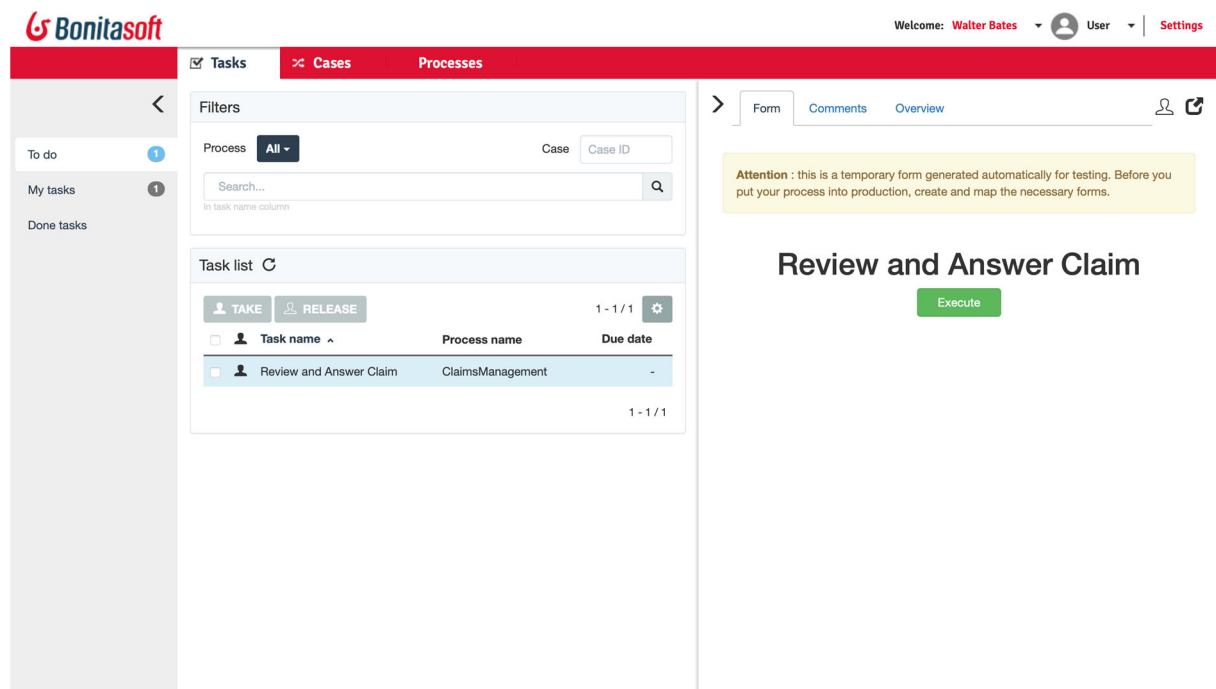 Bonitasoft
Welcome: Walter Bates User Settings
Tasks Cases Processes
To do 1
My tasks 1
Done tasks
Filters
Process All Case Case ID
Search...
In task name column
Task list
TAKE RELEASE 1 - 1 / 1
Task name Process name Due date
Review and Answer Claim ClaimsManagement -
1 - 1 / 1
Form Comments Overview
Attention : this is a temporary form generated automatically for testing. Before you
put your process into production, create and map the necessary forms.
Review and Answer Claim
Execute